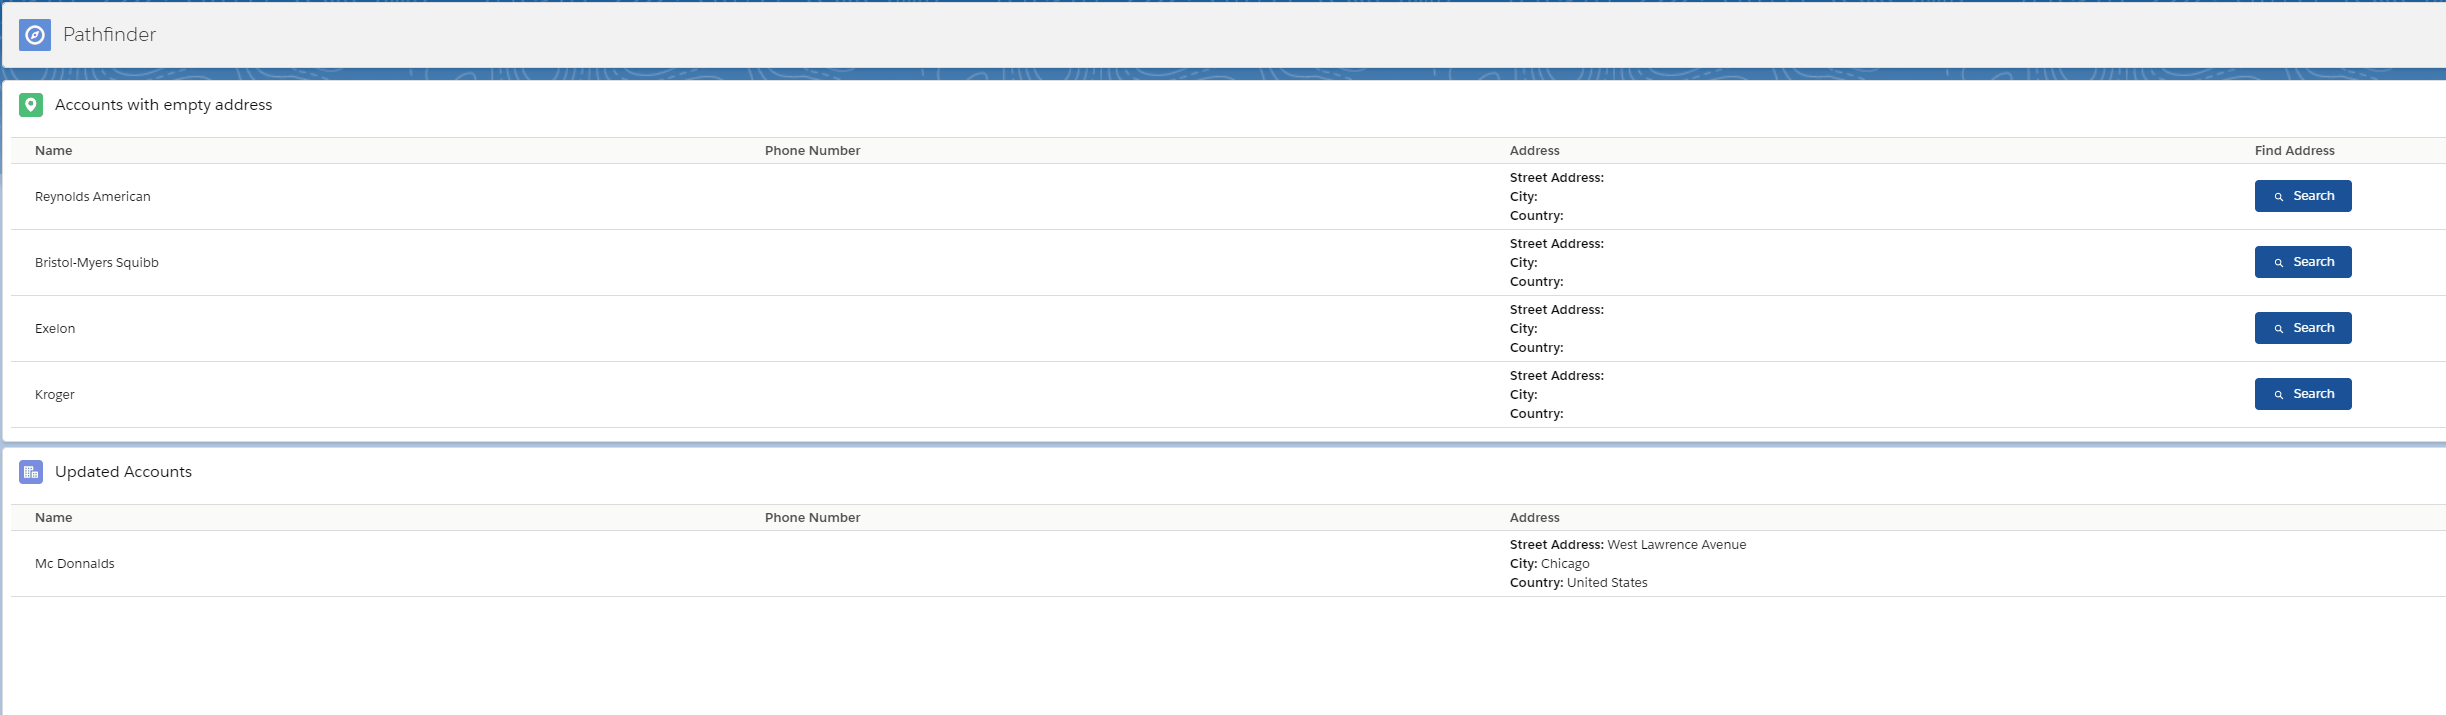 Pathfinder
Accounts with empty address
Name Phone Number Address Find Address
Reynolds American
Street Address:
City:
Country:
Search
Bristol-Myers Squibb
Street Address:
City:
Country:
Search
Exelon
Street Address:
City:
Country:
Search
Kroger
Street Address:
City:
Country:
Search
Updated Accounts
Name Phone Number Address
Mc Donnalds
Street Address: West Lawrence Avenue
City: Chicago
Country: United States